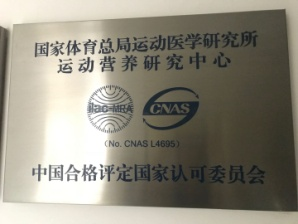 国家体育总局运动医学研究所
运动营养研究中心
ilac-MRA CNAS
(No. CNAS L4695)
中国合格评定国家认可委员会